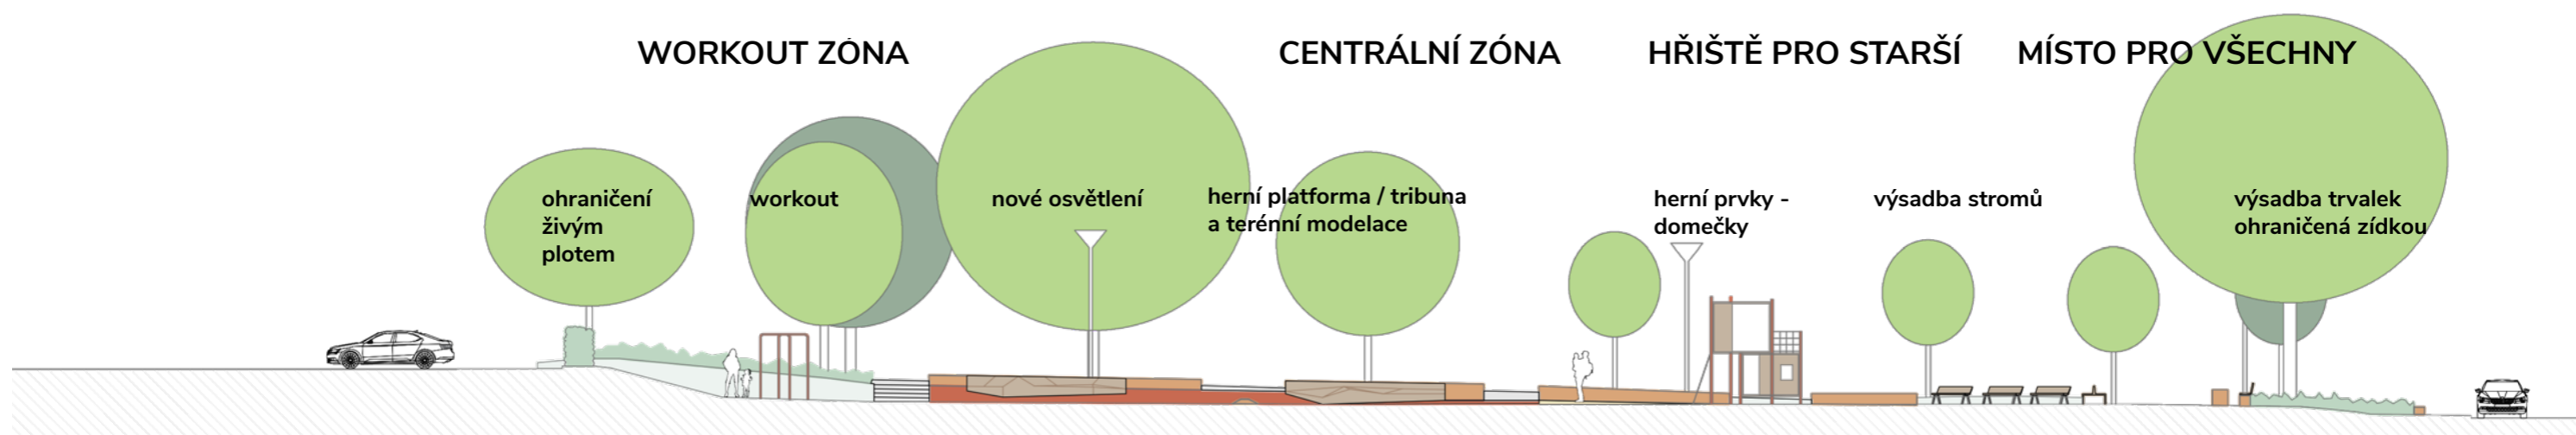 WORKOUT ZÓNA
CENTRÁLNÍ ZÓNA
HŘIŠTĚ PRO STARŠÍ
MÍSTO PRO VŠECHNY
ohraničení
živým
plotem
workout
nové osvětlení
herní platforma / tribuna
a terénní modelace
herní prvky -
domečky
výsadba stromů
výsadba trvalek
ohraničená zídkou